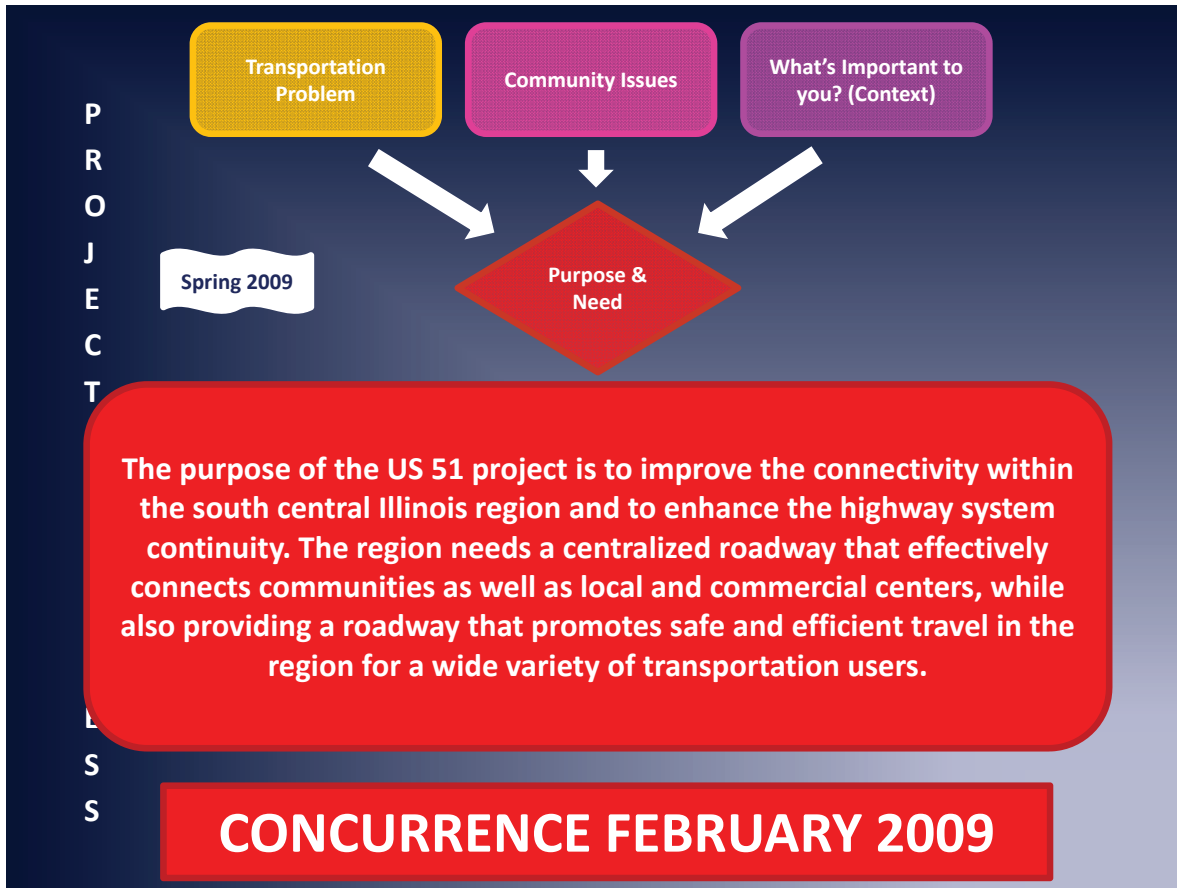 Transportation
Problem
Community Issues
What's Important to
you? (Context)
P
R
O
J
E
C
T
E
S
S
Spring 2009
Purpose &
Need
The purpose of the US 51 project is to improve the connectivity within
the south central Illinois region and to enhance the highway system
continuity. The region needs a centralized roadway that effectively
connects communities as well as local and commercial centers, while
also providing a roadway that promotes safe and efficient travel in the
region for a wide variety of transportation users.
CONCURRENCE FEBRUARY 2009